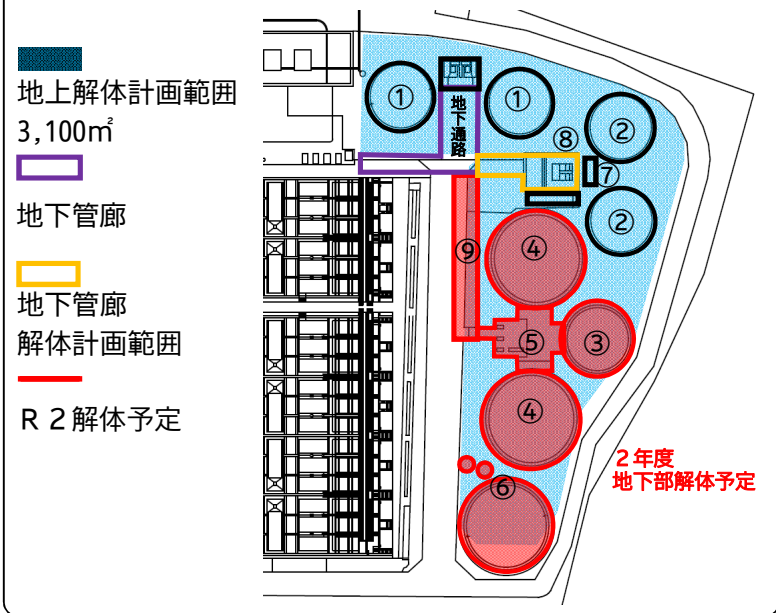 地上解体計画範囲
3,100㎡
地下管廊
地下管廊
解体計画範囲
R２解体予定
①
地下通路
①
②
⑧
⑦
②
⑨
④
⑤
③
④
２年度
地下部解体予定
⑥